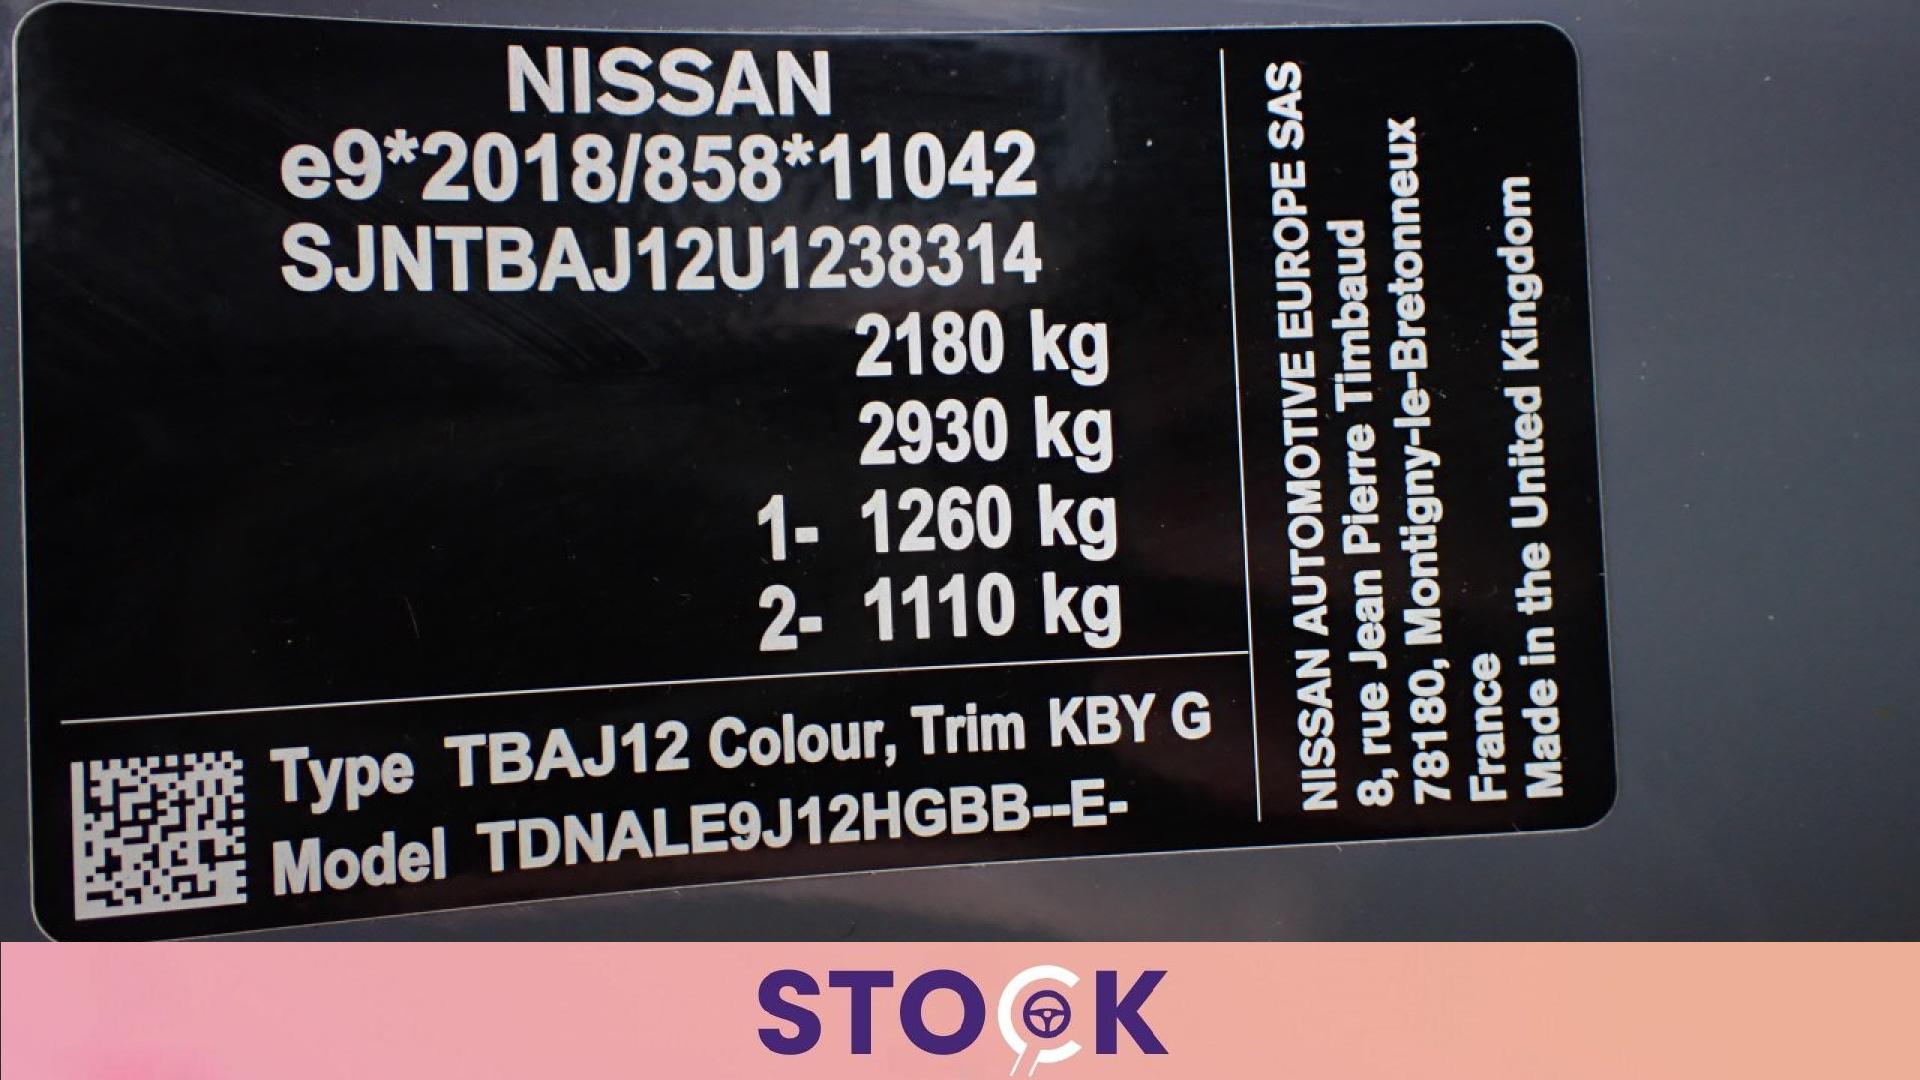 NISSAN
e9*2018/858*11042
SJNTBAJ12U1238314
2180 kg
2930 kg
1- 1260 kg
2- 1110 kg
Type TBAJ12 Colour, Trim KBY G
Model TDNALE9J12HGBB--E-
NISSAN AUTOMOTIVE EUROPE SAS
8, rue Jean Pierre Timbaud
78180, Montigny-le-Bretonneux
France
Made in the United Kingdom
STOCK